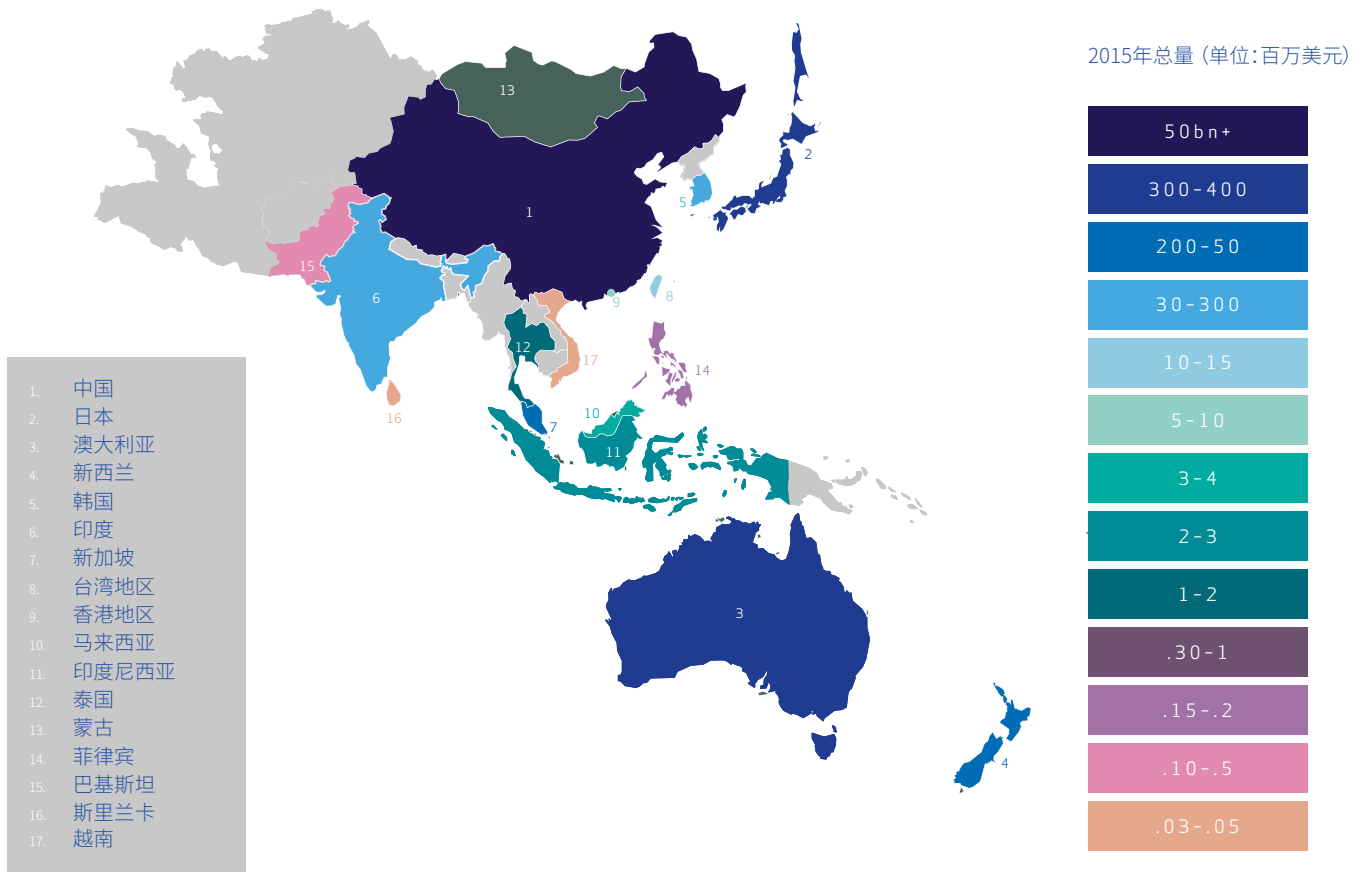 2015年总量（单位：百万美元）
50bn+
300-400
200-50
30-300
10-15
5-10
3-4
2-3
1-2
.30-1
.15-.2
.10-.5
.03-.05
13
2
1
5
15
6
9
8
12
17
14
16
10
7
11
3
4
1. 中国
2. 日本
3. 澳大利亚
4. 新西兰
5. 韩国
6. 印度
7. 新加坡
8. 台湾地区
9. 香港地区
10. 马来西亚
11. 印度尼西亚
12. 泰国
13. 蒙古
14. 菲律宾
15. 巴基斯坦
16. 斯里兰卡
17. 越南